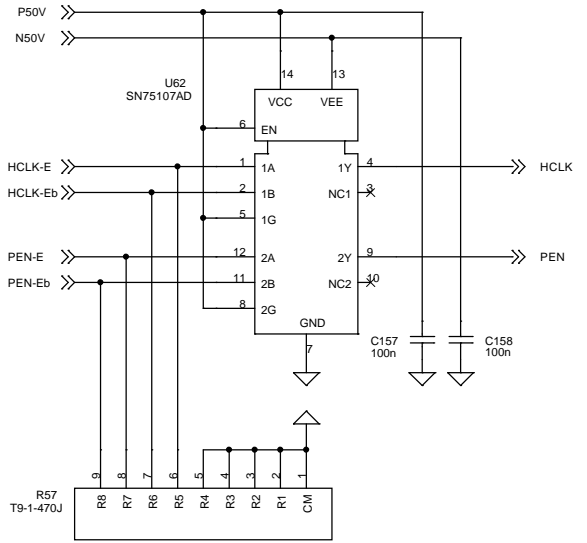 P50V
N50V
U62
SN75107AD
14
13
VCC
VEE
6
EN
HCLK-E
1
1A
1Y
4
HCLK
HCLK-Eb
2
1B
NC1
3
5
1G
PEN-E
12
2A
2Y
9
PEN
PEN-Eb
11
2B
NC2
10
8
2G
GND
7
C157
100n
C158
100n
9
8
7
6
5
4
3
2
1
R57
T9-1-470J
R8
R7
R6
R5
R4
R3
R2
R1
CM